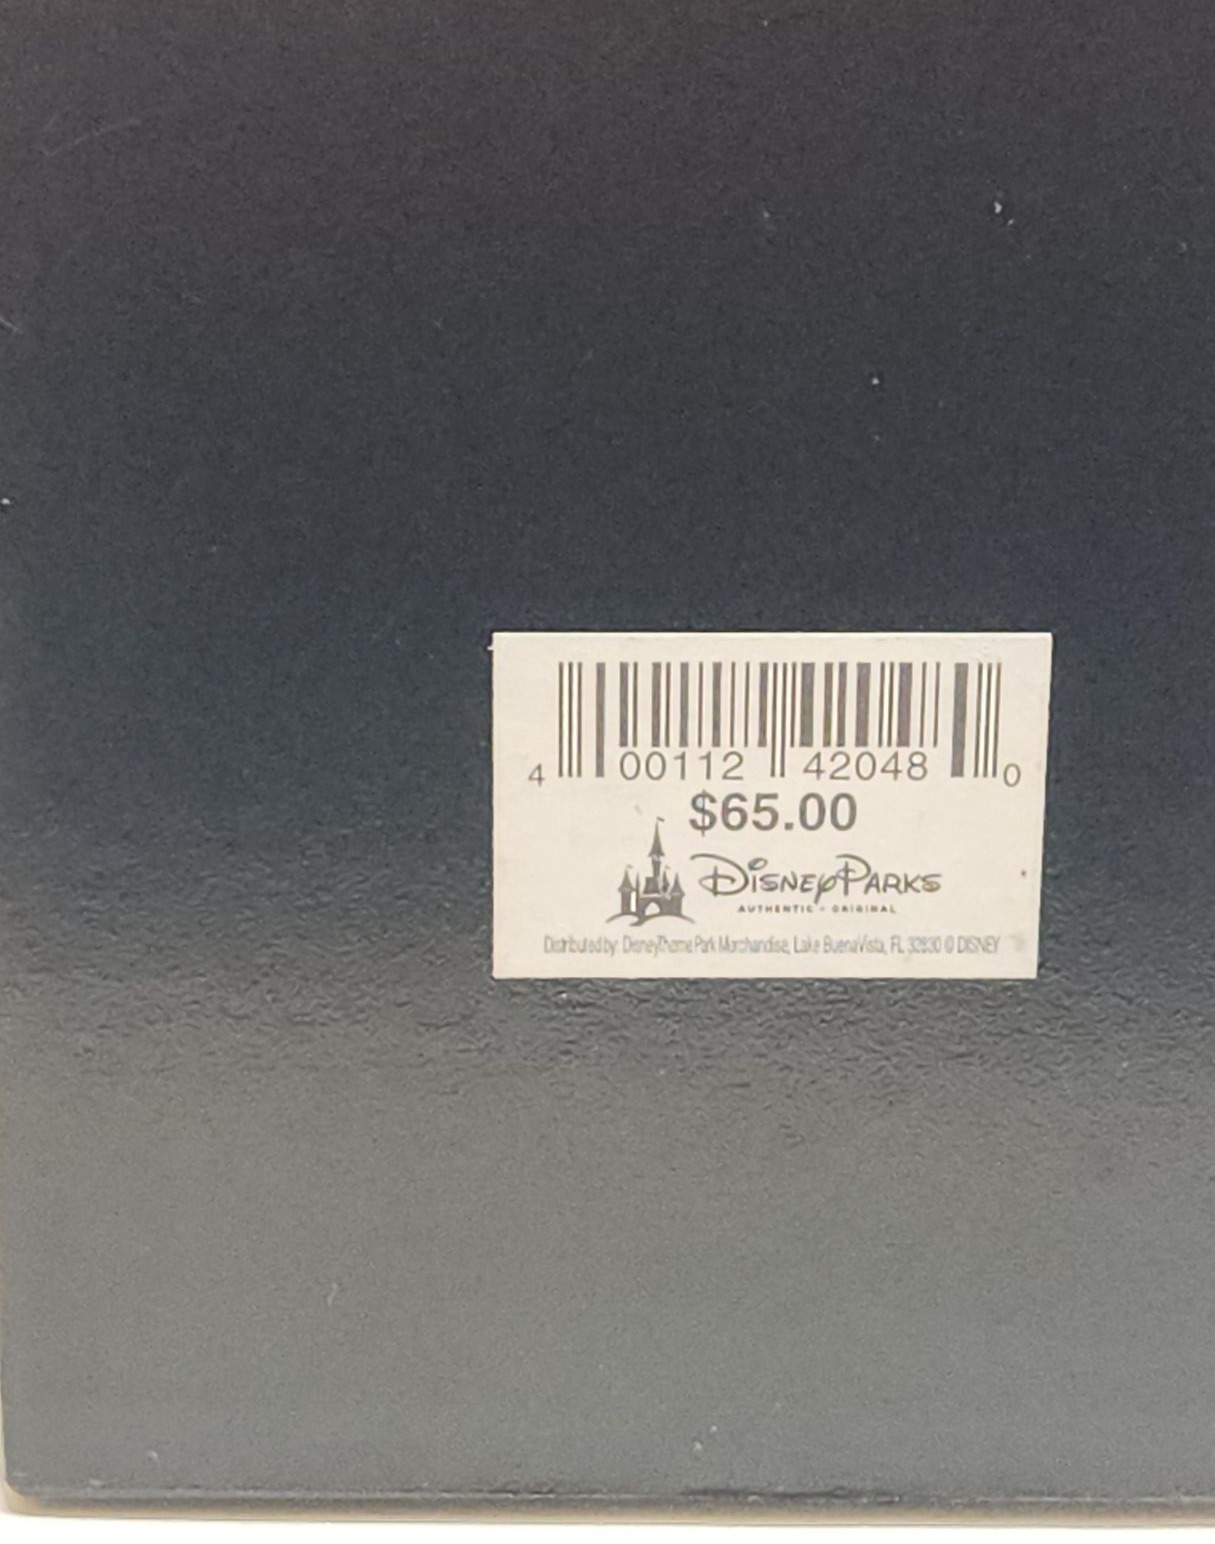 4 00112 42048 0
$65.00
DISNEY PARKS
AUTHENTIC • ORIGINAL
Distributed by: Disney Theme Park Merchandise, Lake Buena Vista, FL 32830 © DISNEY